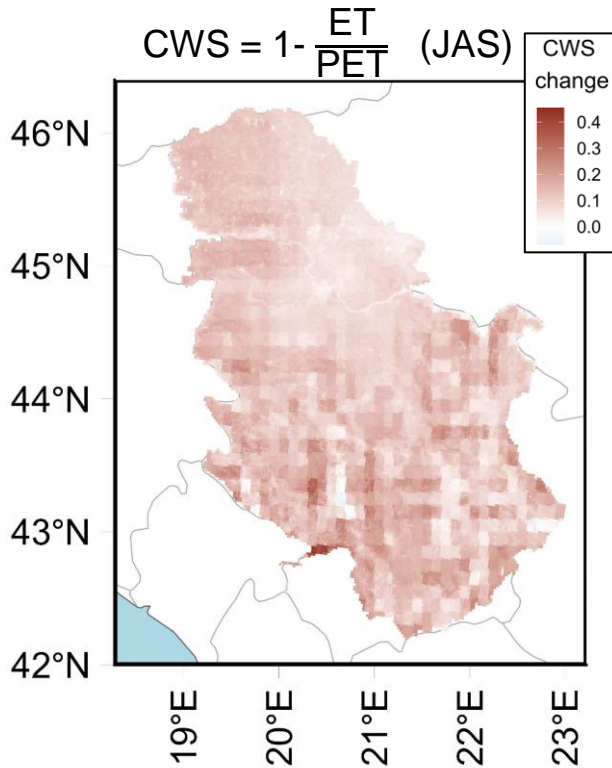 CWS = 1- ET/PET (JAS)
CWS
change
0.4
0.3
0.2
0.1
0.0
46°N
45°N
44°N
43°N
42°N
19°E
20°E
21°E
22°E
23°E